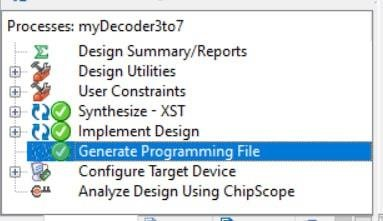 Processes: myDecoder3to7
Design Summary/Reports
Design Utilities
User Constraints
Synthesize - XST
Implement Design
Generate Programming File
Configure Target Device
Analyze Design Using ChipScope